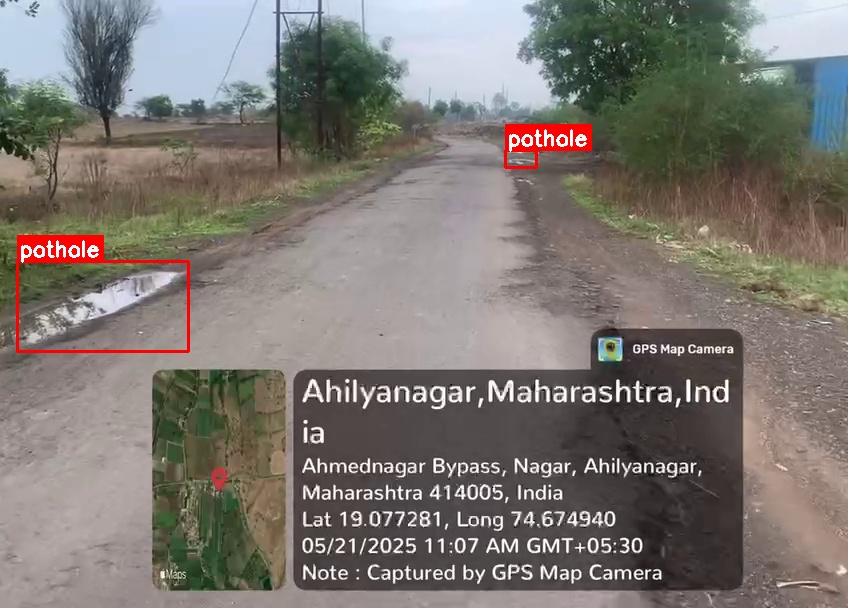 pothole
pothole
GPS Map Camera
Ahilyanagar,Maharashtra,Ind
ia
Ahmednagar Bypass, Nagar, Ahilyanagar,
Maharashtra 414005, India
Lat 19.077281, Long 74.674940
05/21/2025 11:07 AM GMT+05:30
Note : Captured by GPS Map Camera
Maps